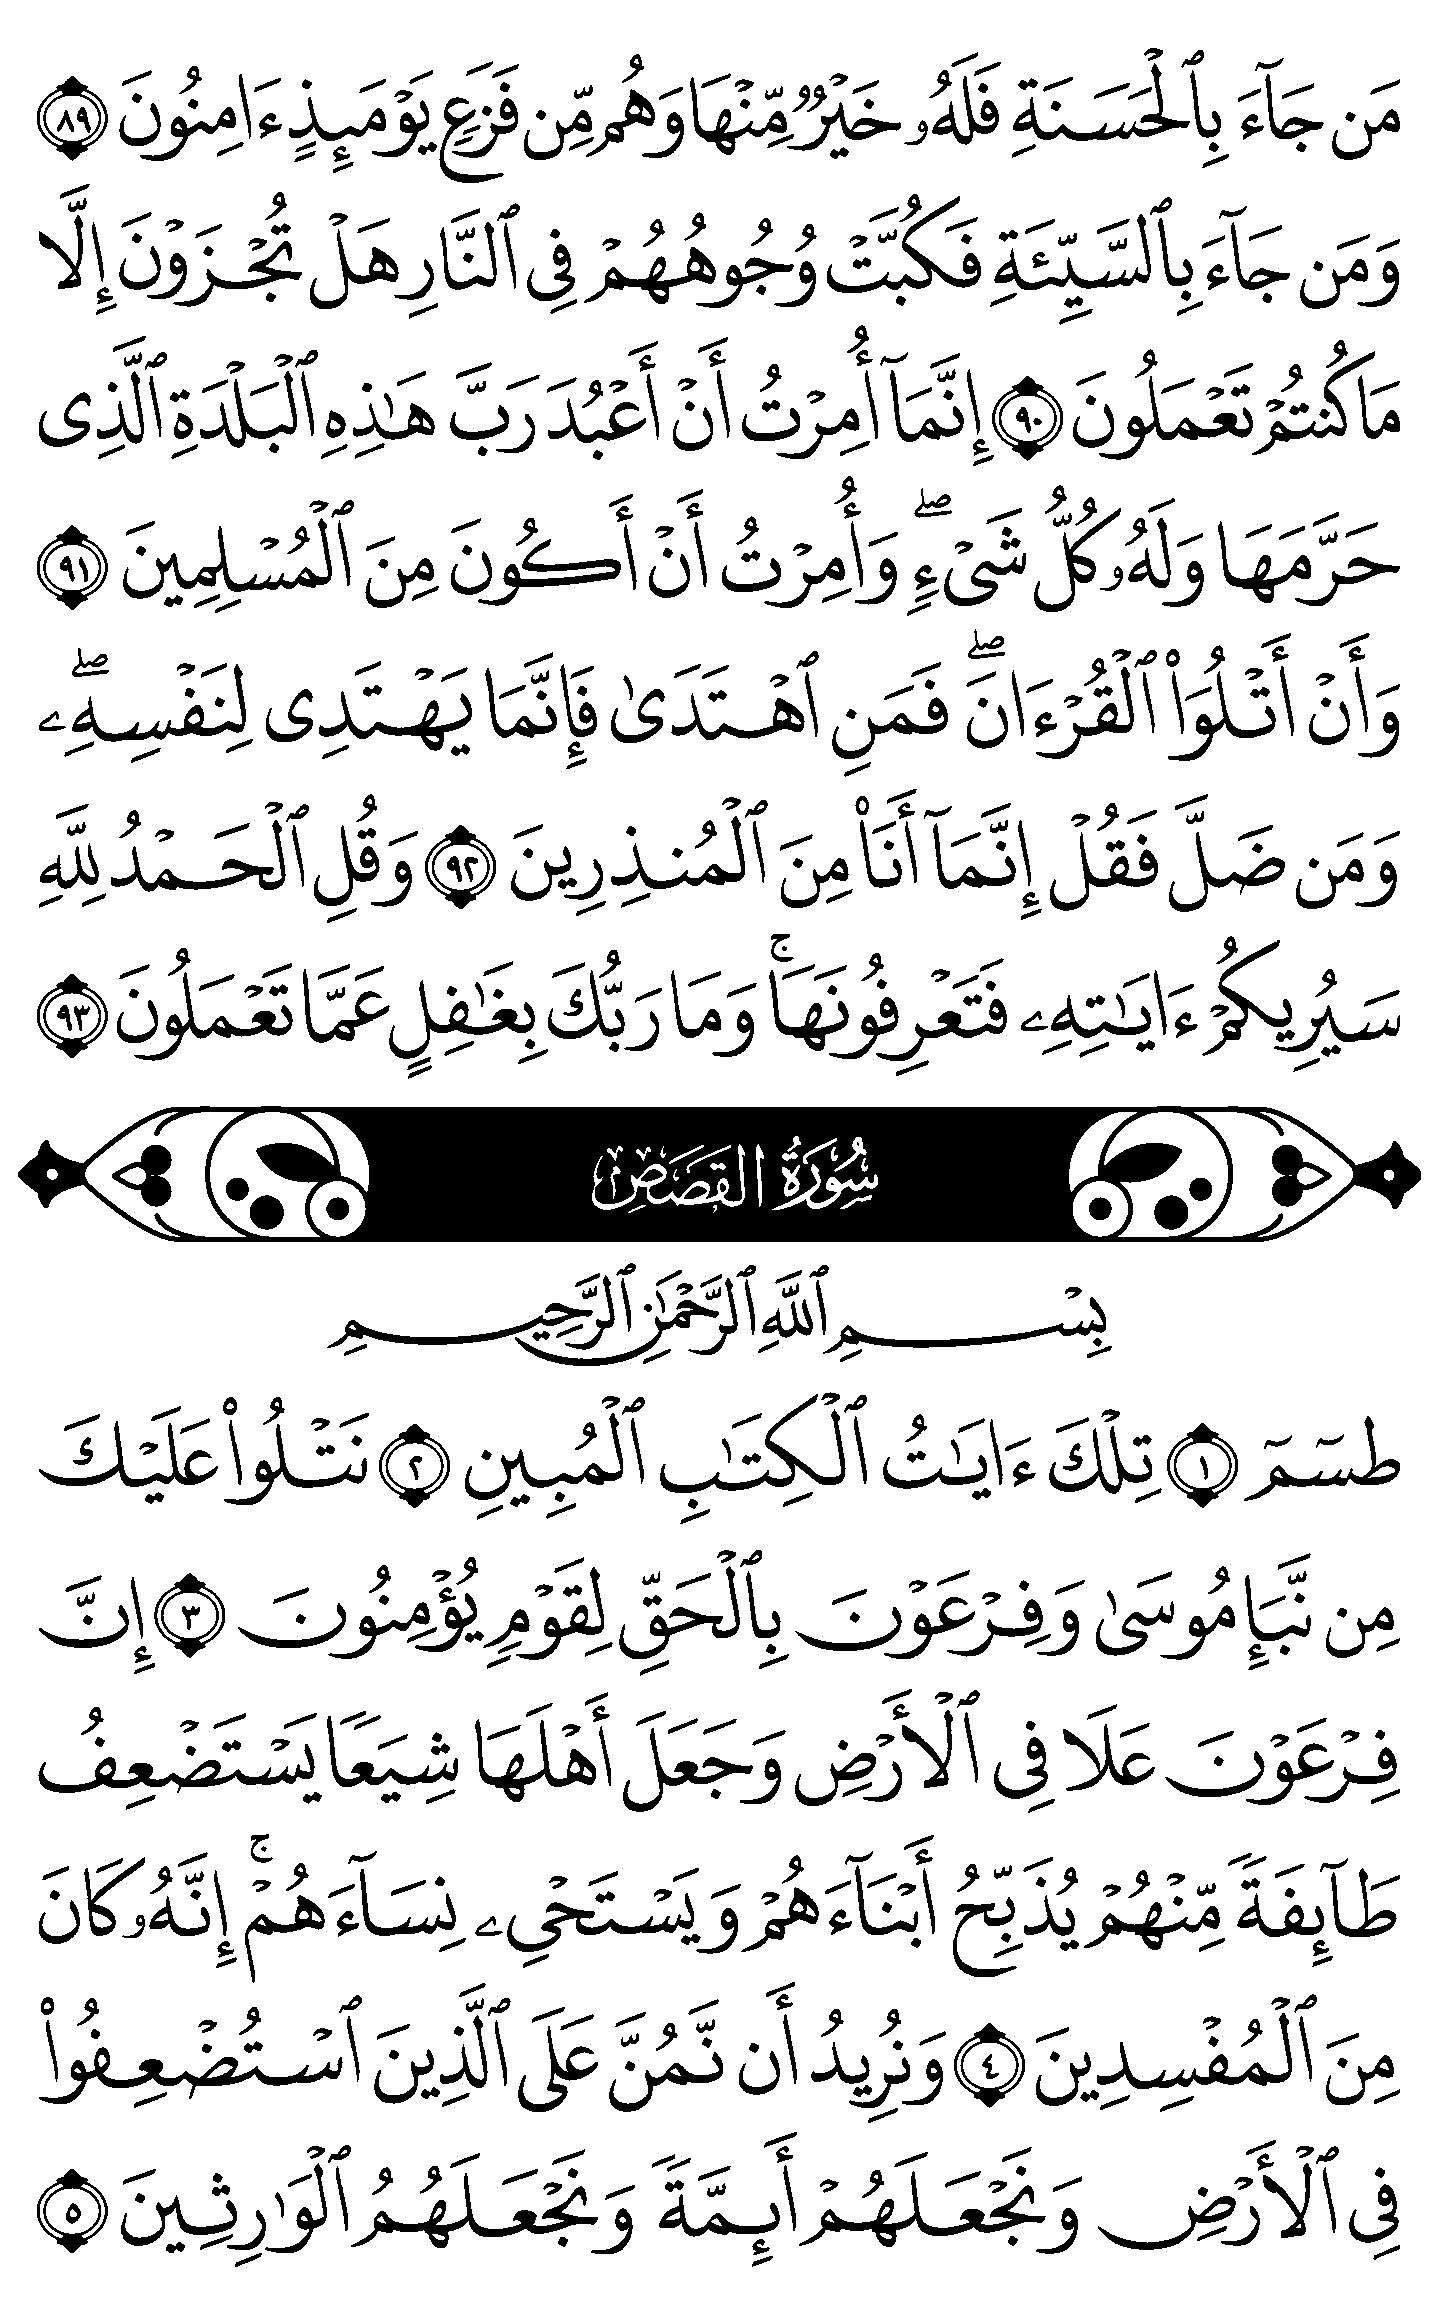 مَن جَآءَ بِٱلْحَسَنَةِ فَلَهُۥ خَيْرٌۭ مِّنْهَا وَهُم مِّن فَزَعٍۢ يَوْمَئِذٍ ءَامِنُونَ ٨٩
وَمَن جَآءَ بِٱلسَّيِّئَةِ فَكُبَّتْ وُجُوهُهُمْ فِى ٱلنَّارِ هَلْ تُجْزَوْنَ إِلَّا
مَا كُنتُمْ تَعْمَلُونَ ٩٠ إِنَّمَآ أُمِرْتُ أَنْ أَعْبُدَ رَبَّ هَـٰذِهِ ٱلْبَلْدَةِ ٱلَّذِى
حَرَّمَهَا وَلَهُۥ كُلُّ شَىْءٍۢ ۖ وَأُمِرْتُ أَنْ أَكُونَ مِنَ ٱلْمُسْلِمِينَ ٩١
وَأَنْ أَتْلُوَا۟ ٱلْقُرْءَانَ ۖ فَمَنِ ٱهْتَدَىٰ فَإِنَّمَا يَهْتَدِى لِنَفْسِهِۦ ۖ
وَمَن ضَلَّ فَقُلْ إِنَّمَآ أَنَا۠ مِنَ ٱلْمُنذِرِينَ ٩٢ وَقُلِ ٱلْحَمْدُ لِلَّهِ
سَيُرِيكُمْ ءَايَـٰتِهِۦ فَتَعْرِفُونَهَا ۚ وَمَا رَبُّكَ بِغَـٰفِلٍ عَمَّا تَعْمَلُونَ ٩٣
سُورَةُ القَصَصِ
بِسْمِ ٱللَّهِ ٱلرَّحْمَـٰنِ ٱلرَّحِيمِ
طسٓمٓ ١ تِلْكَ ءَايَـٰتُ ٱلْكِتَـٰبِ ٱلْمُبِينِ ٢ نَتْلُوا۟ عَلَيْكَ
مِن نَّبَإِ مُوسَىٰ وَفِرْعَوْنَ بِٱلْحَقِّ لِقَوْمٍۢ يُؤْمِنُونَ ٣ إِنَّ
فِرْعَوْنَ عَلَا فِى ٱلْأَرْضِ وَجَعَلَ أَهْلَهَا شِيَعًۭا يَسْتَضْعِفُ
طَآئِفَةًۭ مِّنْهُمْ يُذَبِّحُ أَبْنَآءَهُمْ وَيَسْتَحْىِۦ نِسَآءَهُمْ ۚ إِنَّهُۥ كَانَ
مِنَ ٱلْمُفْسِدِينَ ٤ وَنُرِيدُ أَن نَّمُنَّ عَلَى ٱلَّذِينَ ٱسْتُضْعِفُوا۟
فِى ٱلْأَرْضِ وَنَجْعَلَهُمْ أَئِمَّةًۭ وَنَجْعَلَهُمُ ٱلْوَٰرِثِينَ ٥